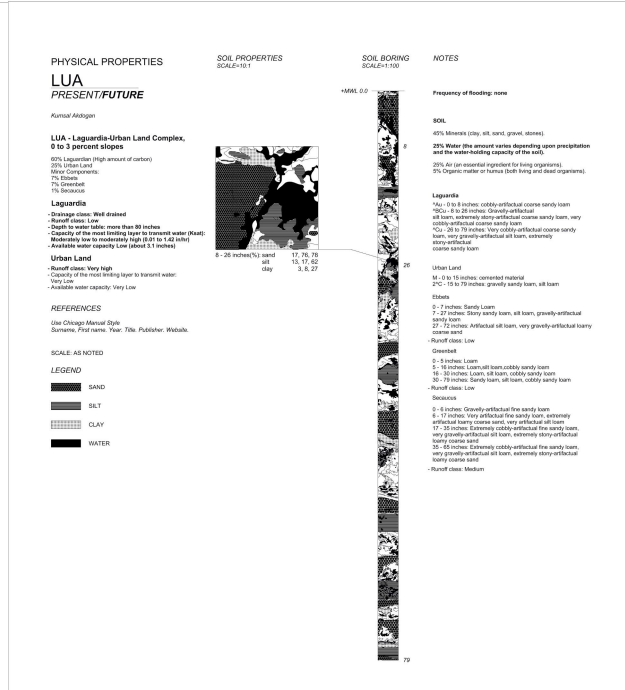 PHYSICAL PROPERTIES
LUA
PRESENT/FUTURE
Kumsal Akdogan
LUA - Laguardia-Urban Land Complex,
0 to 3 percent slopes
60% Laguardian (High amount of carbon)
25% Urban Land
Minor Components:
7% Ebbets
7% Greenbelt
1% Secaucus
Laguardia
- Drainage class: Well drained
- Runoff class: Low
- Depth to water table: more than 80 inches
- Capacity of the most limiting layer to transmit water (Ksat):
Moderately low to moderately high (0.01 to 1.42 in/hr)
- Available water capacity Low (about 3.1 inches)
Urban Land
- Runoff class: Very high
- Capacity of the most limiting layer to transmit water:
Very Low
- Available water capacity: Very Low
REFERENCES
Use Chicago Manual Style
Surname, First name. Year. Title. Publisher. Website.
SCALE: AS NOTED
LEGEND
SAND
SILT
CLAY
WATER
SOIL PROPERTIES
SCALE=10:1
8 - 26 inches(%): sand 17, 76, 78
silt 13, 17, 62
clay 3, 8, 27
SOIL BORING
SCALE=1:100
+MWL 0.0
8
26
79
NOTES
Frequency of flooding: none
SOIL
45% Minerals (clay, silt, sand, gravel, stones).
25% Water (the amount varies depending upon precipitation
and the water-holding capacity of the soil).
25% Air (an essential ingredient for living organisms).
5% Organic matter or humus (both living and dead organisms).
Laguardia
^Au - 0 to 8 inches: cobbly-artifactual coarse sandy loam
^BCu - 8 to 26 inches: Gravelly-artifactual
silt loam, extremely stony-artifactual coarse sandy loam, very
cobbly-artifactual coarse sandy loam
^Cu - 26 to 79 inches: Very cobbly-artifactual coarse sandy
loam, very gravelly-artifactual silt loam, extremely
stony-artifactual
coarse sandy loam
Urban Land
M - 0 to 15 inches: cemented material
2^C - 15 to 79 inches: gravelly sandy loam, silt loam
Ebbets
0 - 7 inches: Sandy Loam
7 - 27 inches: Stony sandy loam, silt loam, gravelly-artifactual
sandy loam
27 - 72 inches: Artifactual silt loam, very gravelly-artifactual loamy
coarse sand
- Runoff class: Low
Greenbelt
0 - 5 inches: Loam
5 - 16 inches: Loam,silt loam,cobbly sandy loam
16 - 30 inches: Loam, silt loam, cobbly sandy loam
30 - 79 inches: Sandy loam, silt loam, cobbly sandy loam
- Runoff class: Low
Secaucus
0 - 6 inches: Gravelly-artifactual fine sandy loam
6 - 17 inches: Very artifactual fine sandy loam, extremely
artifactual loamy coarse sand, very artifactual silt loam
17 - 35 inches: Extremely cobbly-artifactual fine sandy loam,
very gravelly-artifactual silt loam, extremely stony-artifactual
loamy coarse sand
35 - 65 inches: Extremely cobbly-artifactual fine sandy loam,
very gravelly-artifactual silt loam, extremely stony-artifactual
loamy coarse sand
- Runoff class: Medium